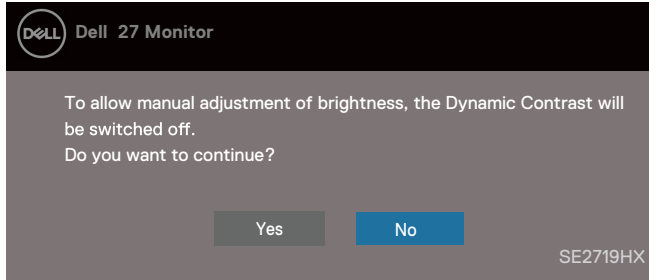 DELL Dell 27 Monitor
To allow manual adjustment of brightness, the Dynamic Contrast will
be switched off.
Do you want to continue?
Yes No
SE2719HX